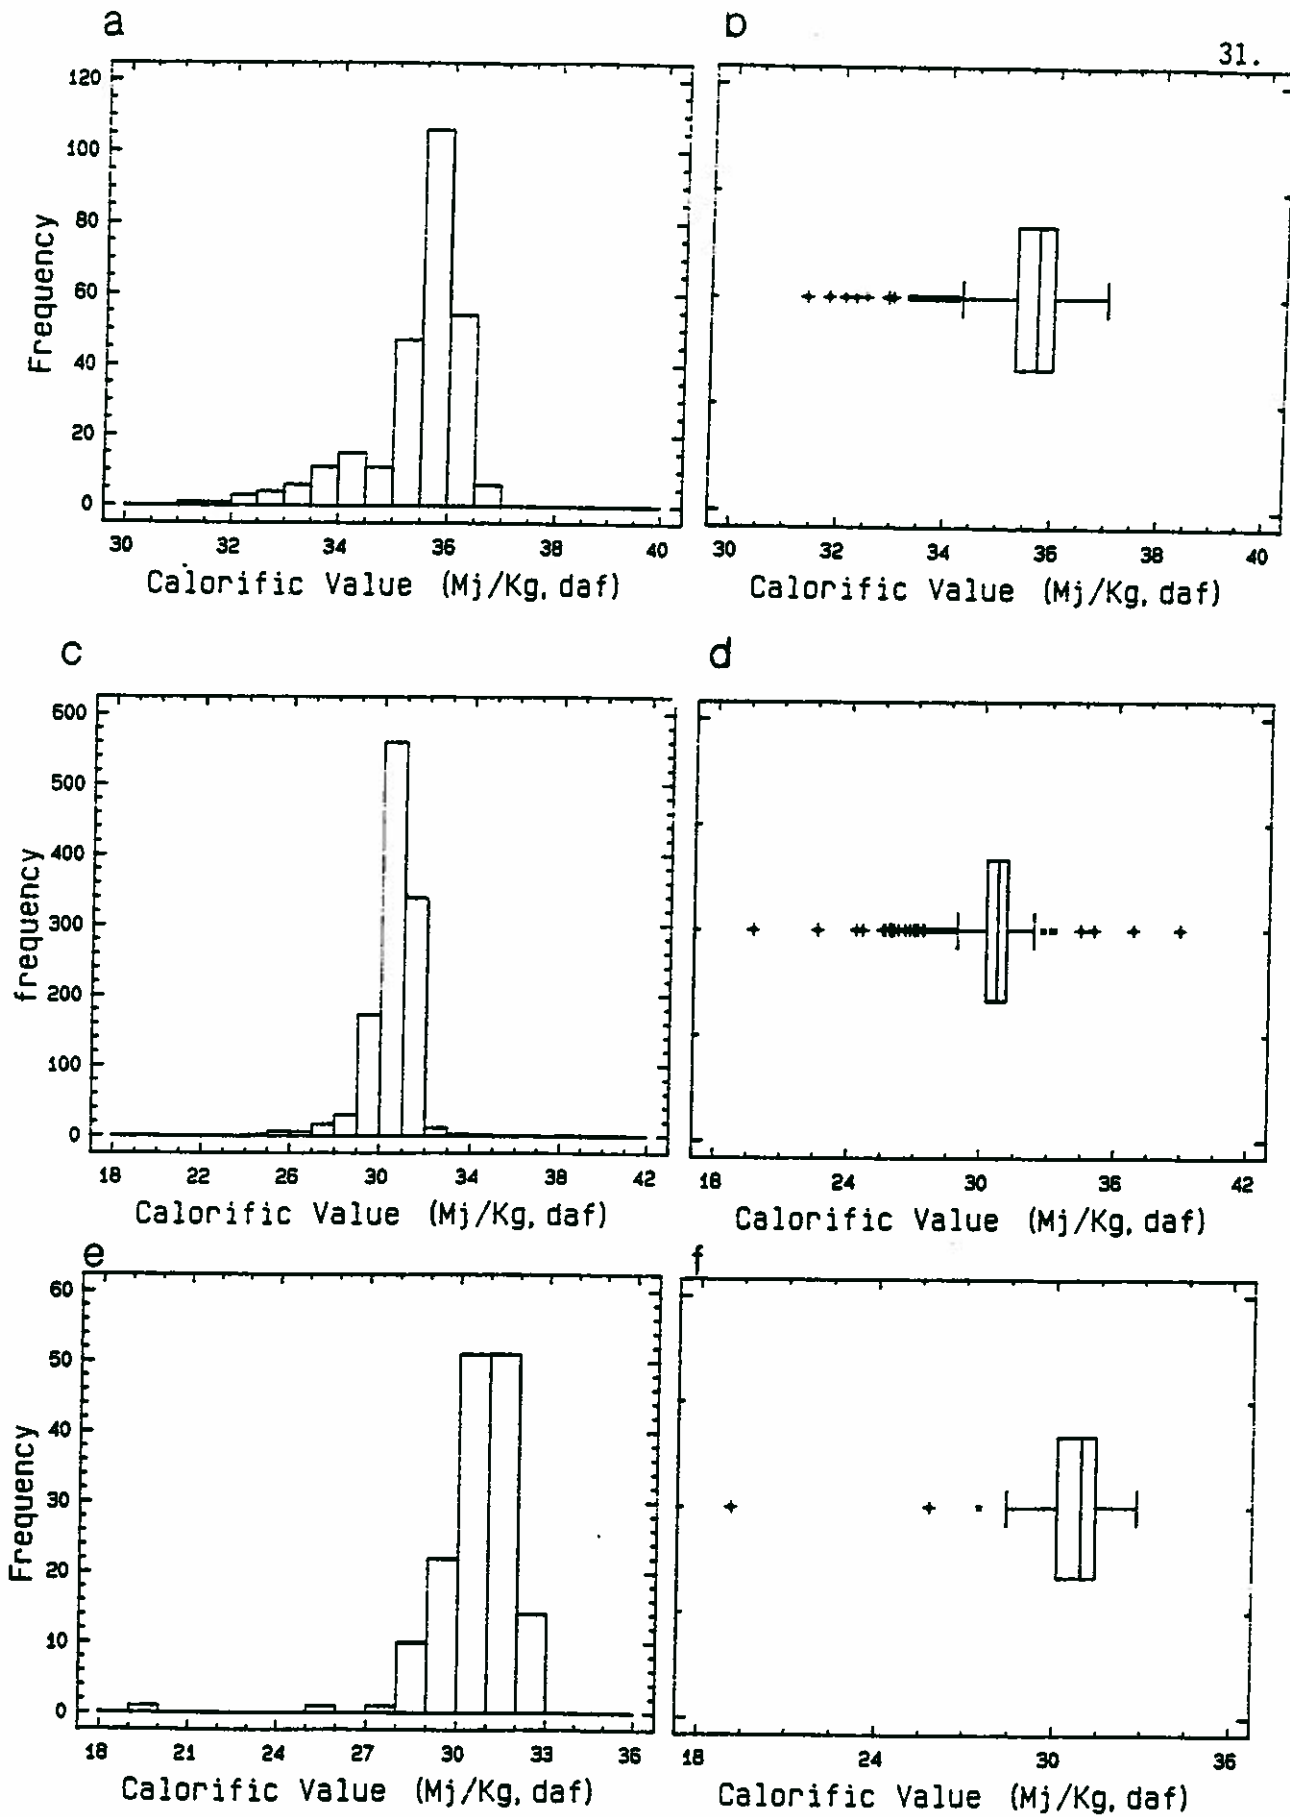 a
b
31.
120
100
80
60
40
20
0
Frequency
30 32 34 36 38 40
Calorific Value (Mj/Kg, daf)
30 32 34 36 38 40
Calorific Value (Mj/Kg, daf)
c
d
600
500
400
300
200
100
0
frequency
18 22 26 30 34 38 42
Calorific Value (Mj/Kg, daf)
18 24 30 36 42
Calorific Value (Mj/Kg, daf)
e
f
60
50
40
30
20
10
0
Frequency
18 21 24 27 30 33 36
Calorific Value (Mj/Kg, daf)
18 24 30 36
Calorific Value (Mj/Kg, daf)